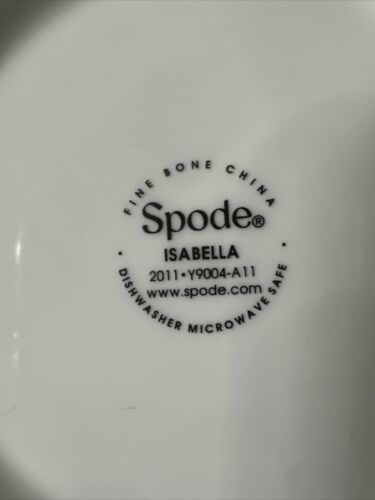 FINE BONE CHINA
Spode®
ISABELLA
2011•Y9004-A11
www.spode.com
• DISHWASHER MICROWAVE SAFE •